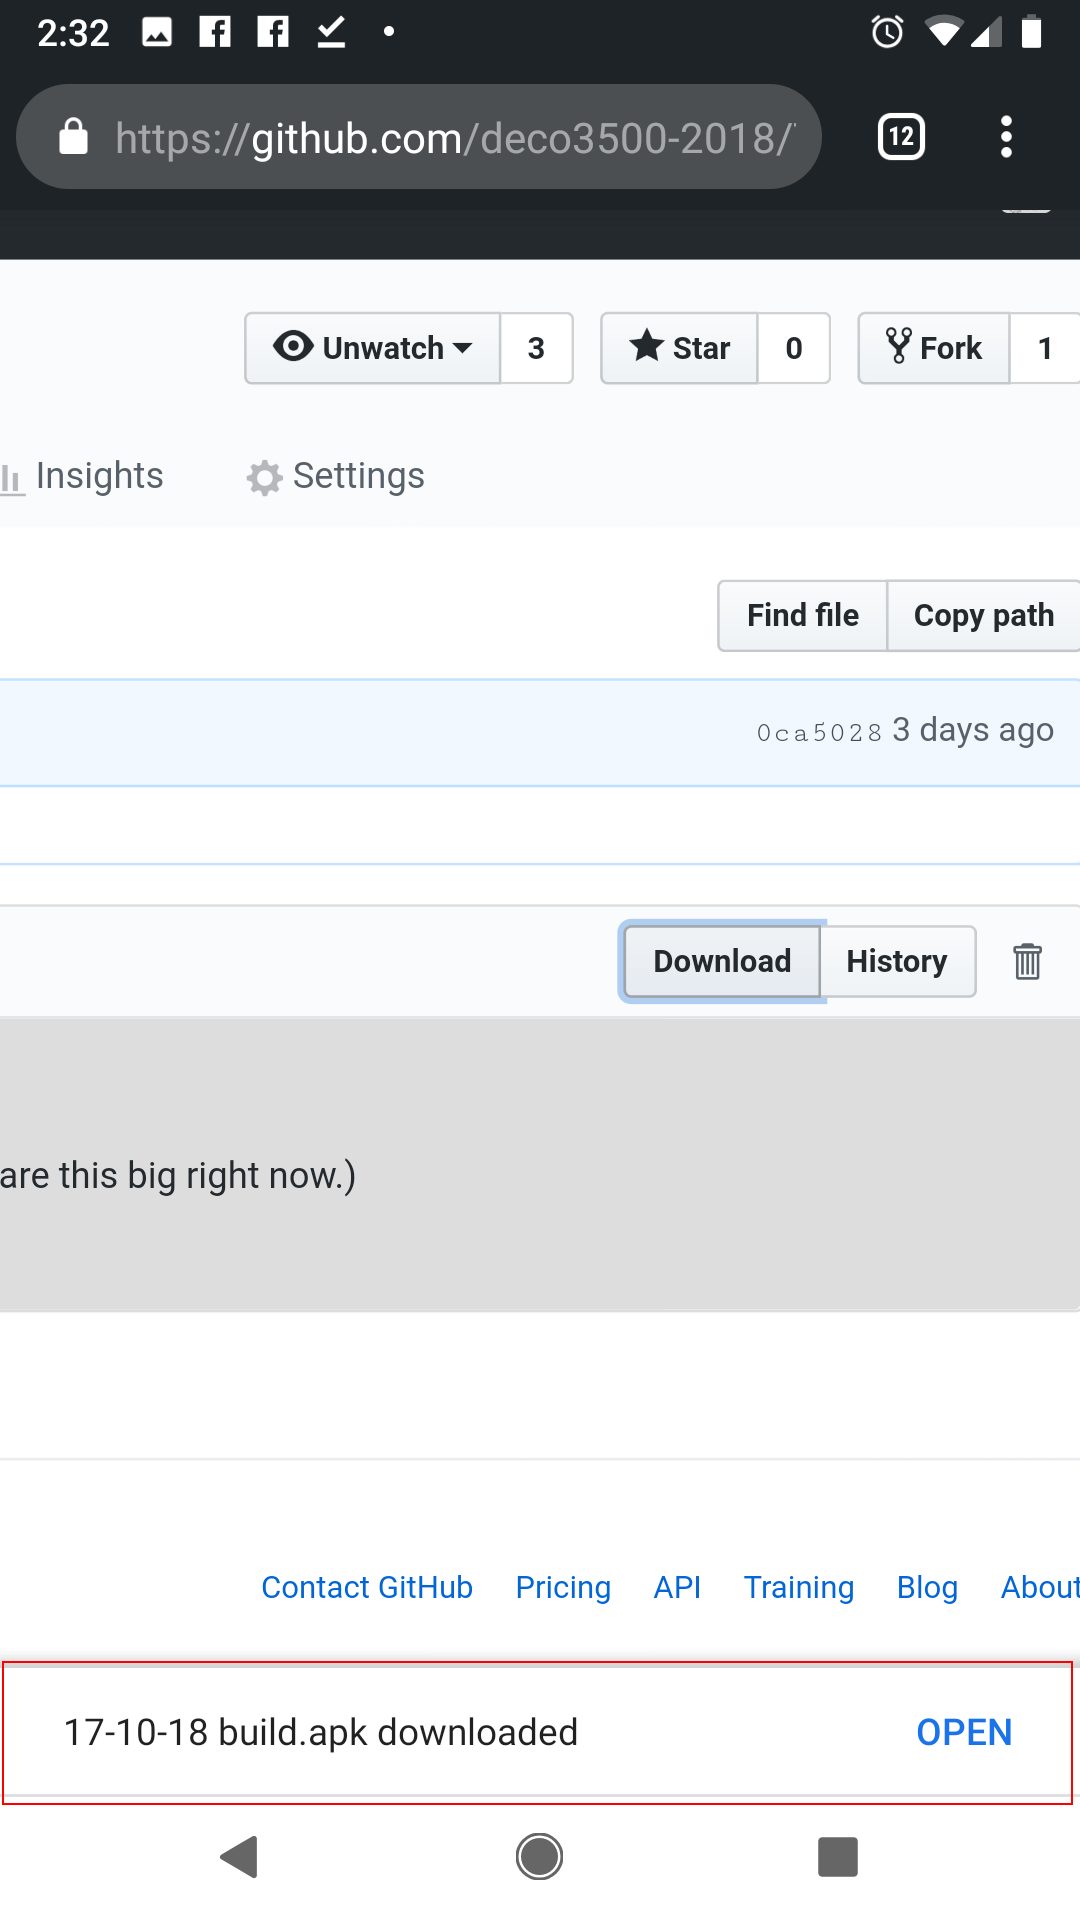 2:32
https://github.com/deco3500-2018/
12
Unwatch 3 Star 0 Fork 1
Insights Settings
Find file Copy path
0ca5028 3 days ago
Download History
are this big right now.)
Contact GitHub Pricing API Training Blog About
17-10-18 build.apk downloaded OPEN